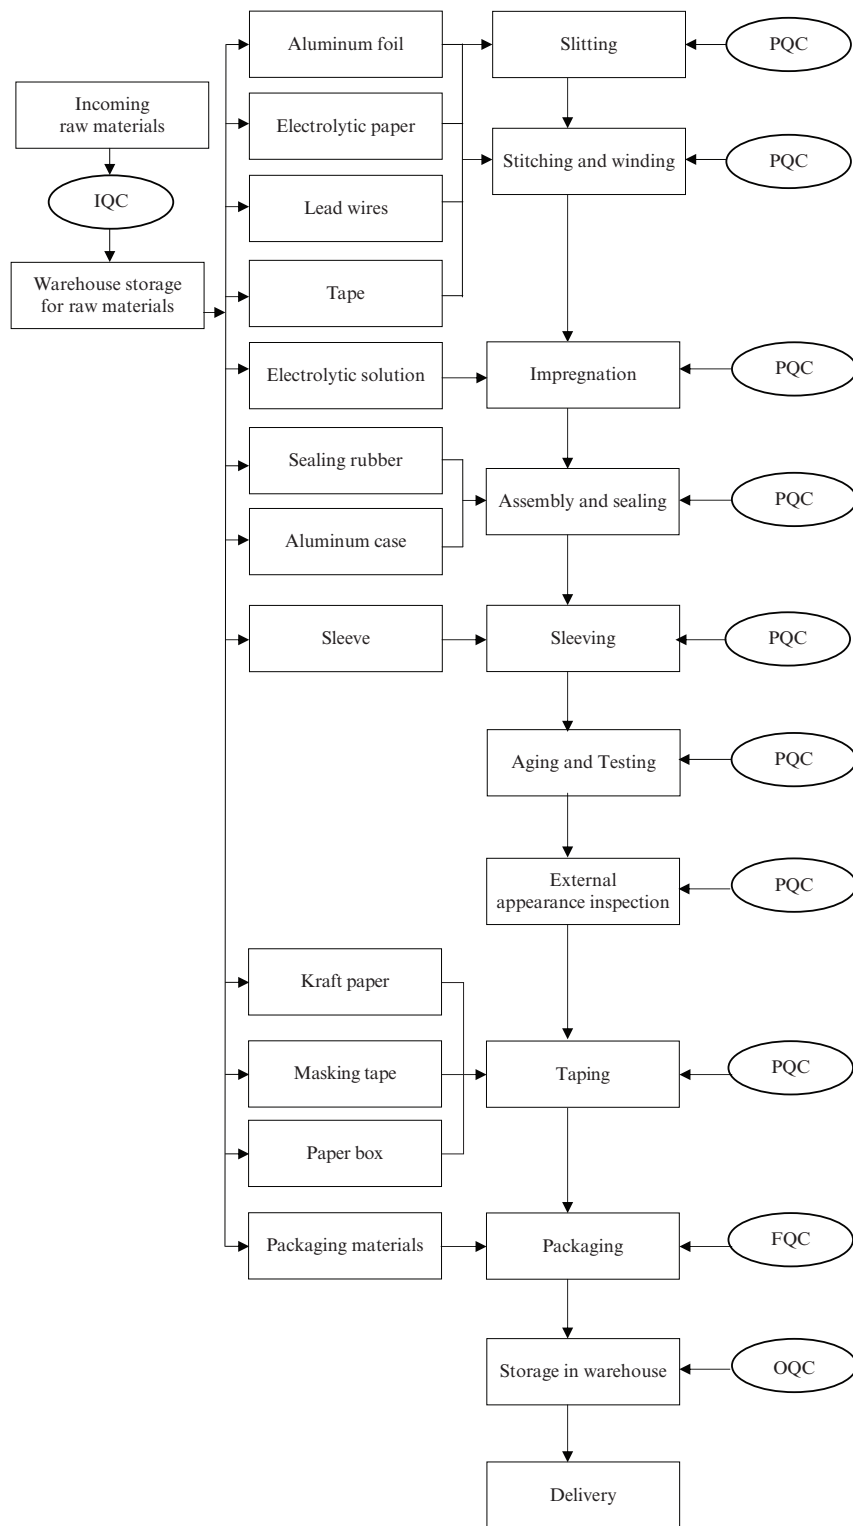 Aluminum foil
Slitting
PQC
Incoming
raw materials
Electrolytic paper
Stitching and winding
PQC
IQC
Lead wires
Warehouse storage
for raw materials
Tape
Electrolytic solution
Impregnation
PQC
Sealing rubber
Assembly and sealing
PQC
Aluminum case
Sleeve
Sleeving
PQC
Aging and Testing
PQC
External
appearance inspection
PQC
Kraft paper
Masking tape
Taping
PQC
Paper box
Packaging materials
Packaging
FQC
Storage in warehouse
OQC
Delivery